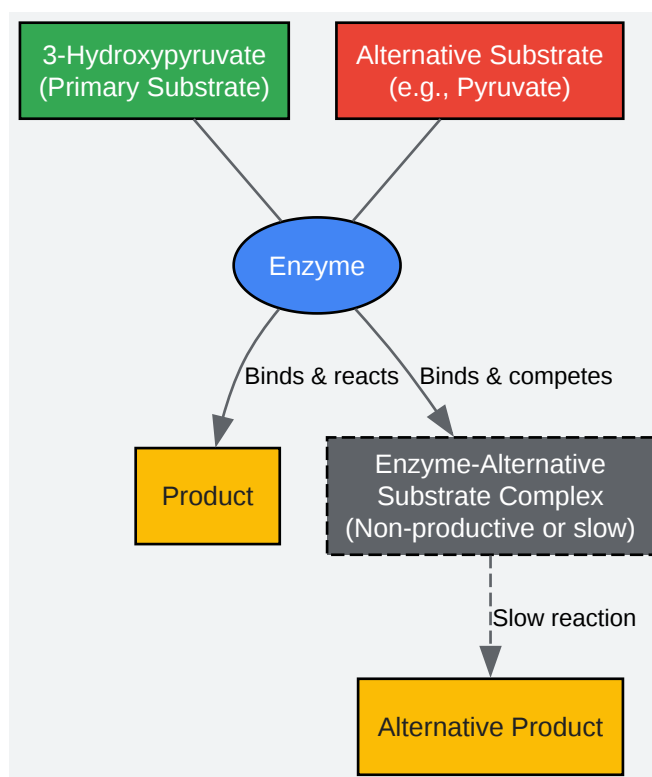 3-Hydroxypyruvate
(Primary Substrate)
Alternative Substrate
(e.g., Pyruvate)
Enzyme
Binds & reacts
Binds & competes
Product
Enzyme-Alternative
Substrate Complex
(Non-productive or slow)
Slow reaction
Alternative Product